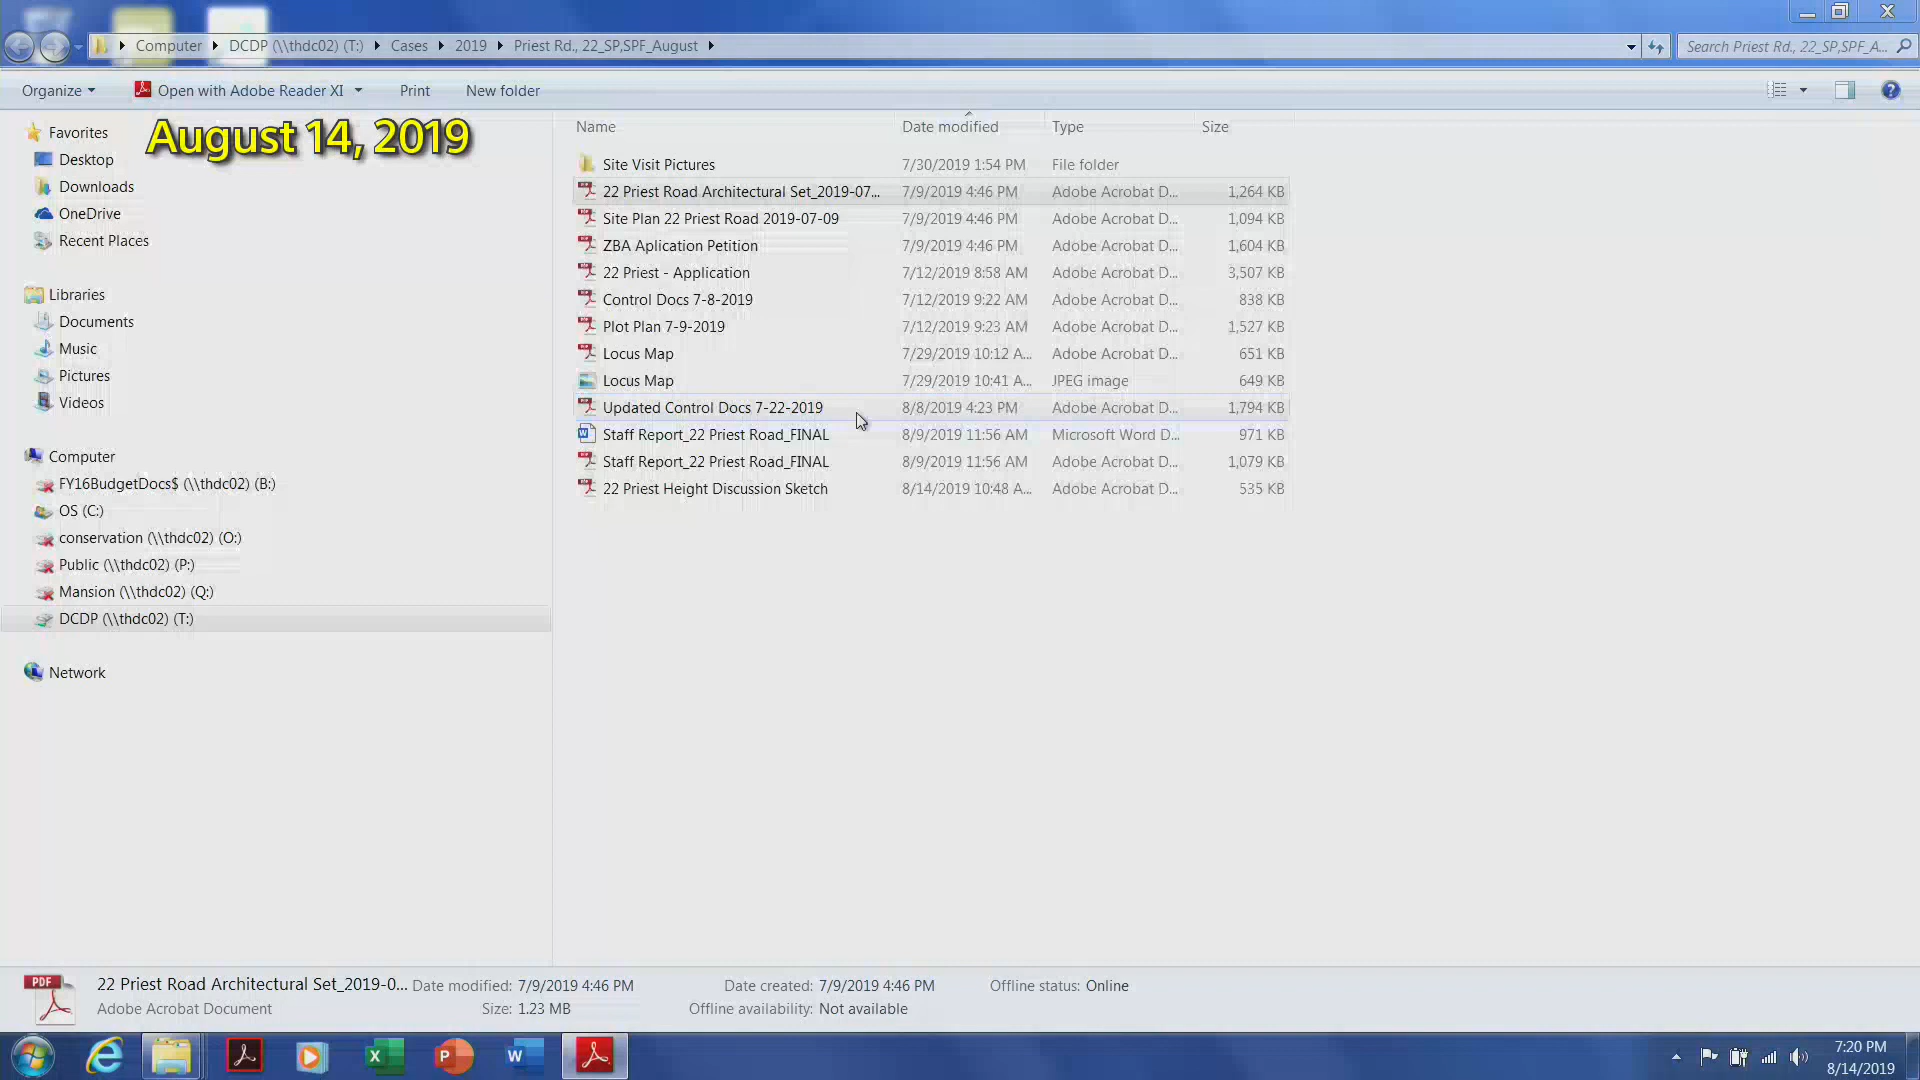 Computer DCDP (\\thdc02) (T:) Cases 2019 Priest Rd., 22_SP,SPF_August
Search Priest Rd., 22_SP,SPF_A...
Organize Open with Adobe Reader XI Print New folder
August 14, 2019
Favorites
Desktop
Downloads
OneDrive
Recent Places
Libraries
Documents
Music
Pictures
Videos
Computer
FY16BudgetDocs$ (\\thdc02) (B:)
OS (C:)
conservation (\\thdc02) (O:)
Public (\\thdc02) (P:)
Mansion (\\thdc02) (Q:)
DCDP (\\thdc02) (T:)
Network
Name Date modified Type Size
Site Visit Pictures 7/30/2019 1:54 PM File folder
22 Priest Road Architectural Set_2019-07... 7/9/2019 4:46 PM Adobe Acrobat D... 1,264 KB
Site Plan 22 Priest Road 2019-07-09 7/9/2019 4:46 PM Adobe Acrobat D... 1,094 KB
ZBA Aplication Petition 7/9/2019 4:46 PM Adobe Acrobat D... 1,604 KB
22 Priest - Application 7/12/2019 8:58 AM Adobe Acrobat D... 3,507 KB
Control Docs 7-8-2019 7/12/2019 9:22 AM Adobe Acrobat D... 838 KB
Plot Plan 7-9-2019 7/12/2019 9:23 AM Adobe Acrobat D... 1,527 KB
Locus Map 7/29/2019 10:12 A... Adobe Acrobat D... 651 KB
Locus Map 7/29/2019 10:41 A... JPEG image 649 KB
Updated Control Docs 7-22-2019 8/8/2019 4:23 PM Adobe Acrobat D... 1,794 KB
Staff Report_22 Priest Road_FINAL 8/9/2019 11:56 AM Microsoft Word D... 971 KB
Staff Report_22 Priest Road_FINAL 8/9/2019 11:56 AM Adobe Acrobat D... 1,079 KB
22 Priest Height Discussion Sketch 8/14/2019 10:48 A... Adobe Acrobat D... 535 KB
PDF
22 Priest Road Architectural Set_2019-0... Date modified: 7/9/2019 4:46 PM Date created: 7/9/2019 4:46 PM Offline status: Online
Adobe Acrobat Document Size: 1.23 MB Offline availability: Not available
7:20 PM
8/14/2019